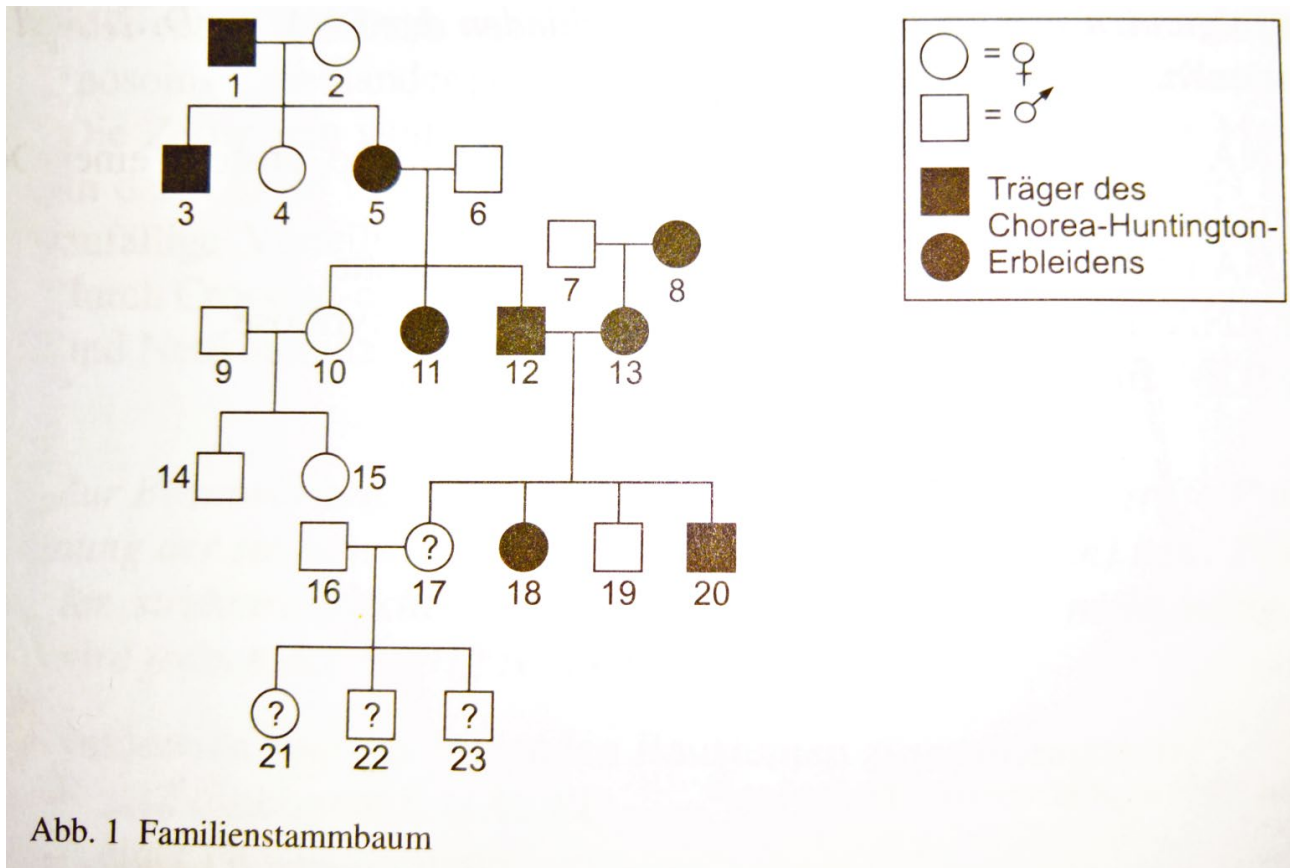 1 2
= ♀
= ♂
Träger des
Chorea-Huntington-
Erbleidens
3 4 5 6
7 8
9 10 11 12 13
14 15
?
16 17 18 19 20
? ? ?
21 22 23
Abb. 1 Familienstammbaum